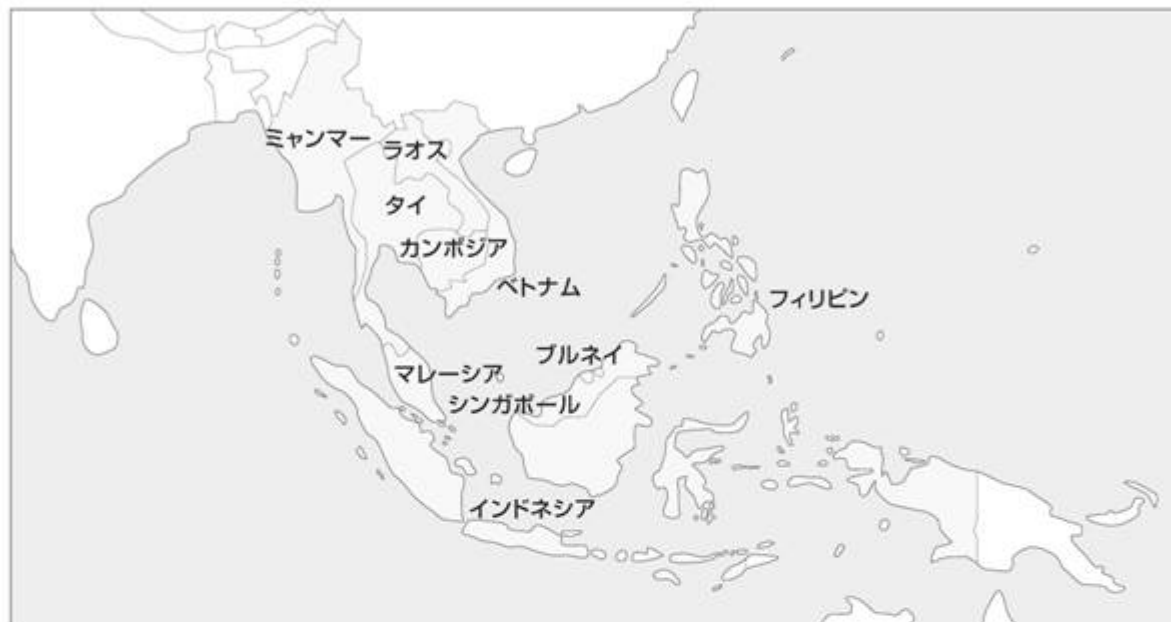 ミャンマー
ラオス
タイ
カンボジア
ベトナム
フィリピン
ブルネイ
マレーシア
シンガポール
インドネシア